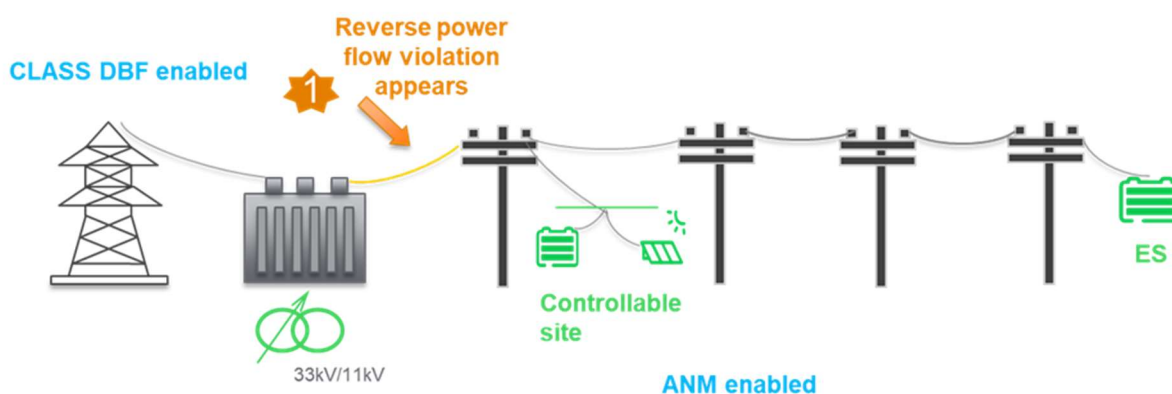 Reverse power
flow violation
appears
CLASS DBF enabled
1
Controllable
site
ES
33kV/11kV
ANM enabled